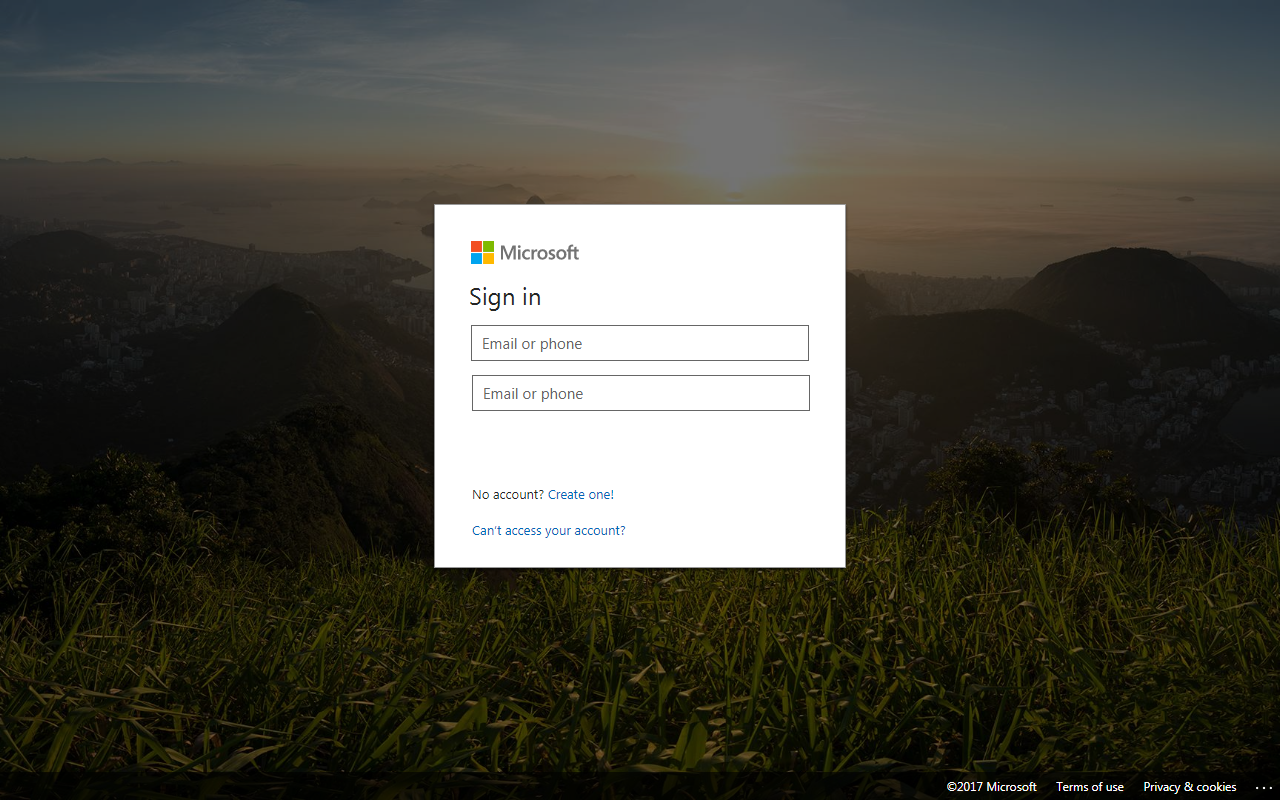 Microsoft
Sign in
Email or phone
Email or phone
No account? Create one!
Can't access your account?
©2017 Microsoft Terms of use Privacy & cookies ...